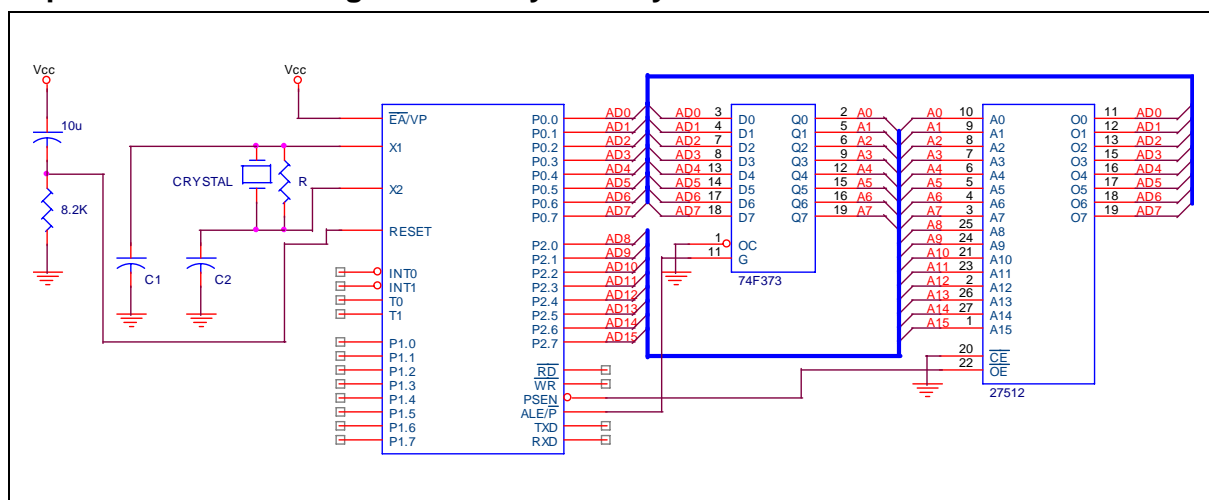 Vcc
10u
8.2K
C1
C2
CRYSTAL
R
Vcc
EA/VP
X1
X2
RESET
INT0
INT1
T0
T1
P1.0
P1.1
P1.2
P1.3
P1.4
P1.5
P1.6
P1.7
P0.0 AD0
P0.1 AD1
P0.2 AD2
P0.3 AD3
P0.4 AD4
P0.5 AD5
P0.6 AD6
P0.7 AD7
P2.0 AD8
P2.1 AD9
P2.2 AD10
P2.3 AD11
P2.4 AD12
P2.5 AD13
P2.6 AD14
P2.7 AD15
RD
WR
PSEN
ALE/P
TXD
RXD
AD0 3 D0 Q0 2 A0
AD1 4 D1 Q1 5 A1
AD2 7 D2 Q2 6 A2
AD3 8 D3 Q3 9 A3
AD4 13 D4 Q4 12 A4
AD5 14 D5 Q5 15 A5
AD6 17 D6 Q6 16 A6
AD7 18 D7 Q7 19 A7
1 OC
11 G
74F373
A0 10 A0 O0 11 AD0
A1 9 A1 O1 12 AD1
A2 8 A2 O2 13 AD2
A3 7 A3 O3 15 AD3
A4 6 A4 O4 16 AD4
A5 5 A5 O5 17 AD5
A6 4 A6 O6 18 AD6
A7 3 A7 O7 19 AD7
A8 25 A8
A9 24 A9
A10 21 A10
A11 23 A11
A12 2 A12
A13 26 A13
A14 27 A14
A15 1 A15
20 CE
22 OE
27512